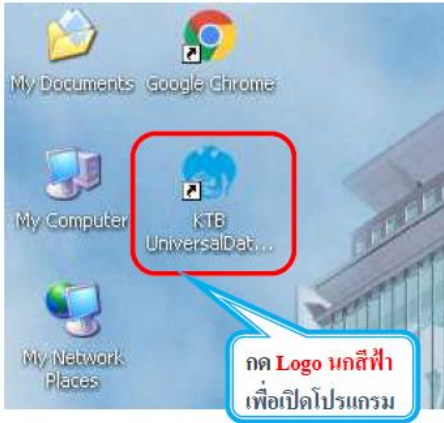 My Documents
Google Chrome
My Computer
KTB
UniversalDat...
My Network
Places
กด Logo นกสีฟ้า
เพื่อเปิดโปรแกรม